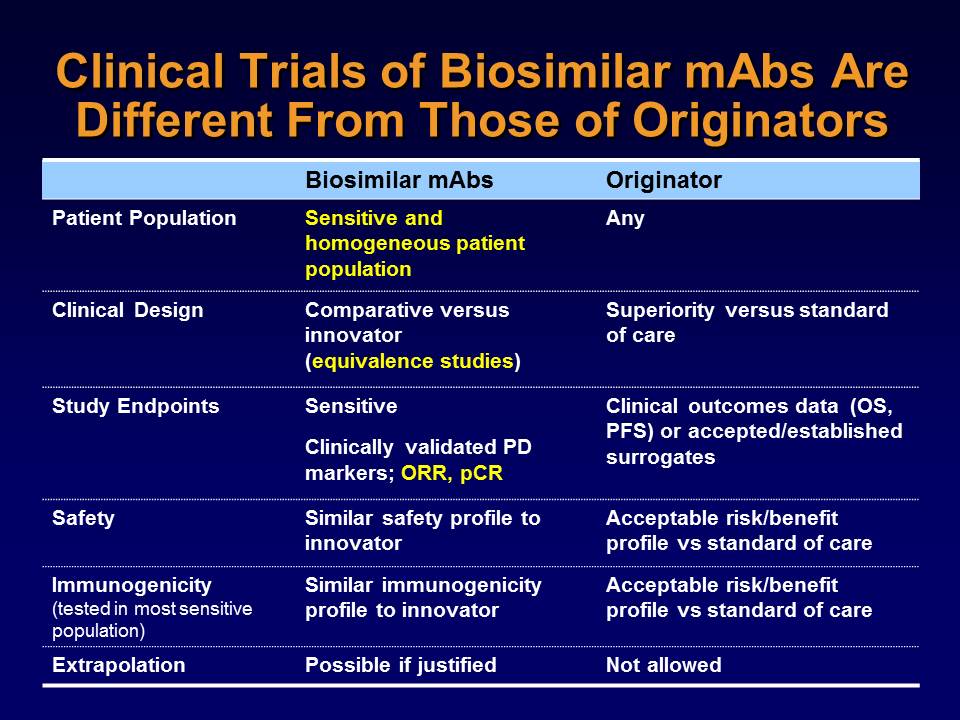 Clinical Trials of Biosimilar mAbs Are
Different From Those of Originators
Biosimilar mAbs Originator
Patient Population Sensitive and Any
homogeneous patient
population
Clinical Design Comparative versus Superiority versus standard
innovator of care
(equivalence studies)
Study Endpoints Sensitive Clinical outcomes data (OS,
PFS) or accepted/established
Clinically validated PD surrogates
markers; ORR, pCR
Safety Similar safety profile to Acceptable risk/benefit
innovator profile vs standard of care
Immunogenicity Similar immunogenicity Acceptable risk/benefit
(tested in most sensitive profile to innovator profile vs standard of care
population)
Extrapolation Possible if justified Not allowed